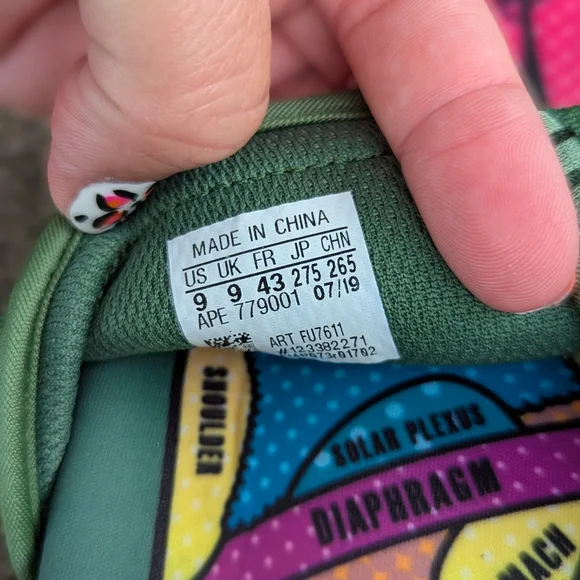 MADE IN CHINA
US UK FR JP CHN
9 9 43 275 265
APE 779001 07/19
ART FU7611
#123382271
SHOULDER
SOLAR PLEXUS
DIAPHRAGM